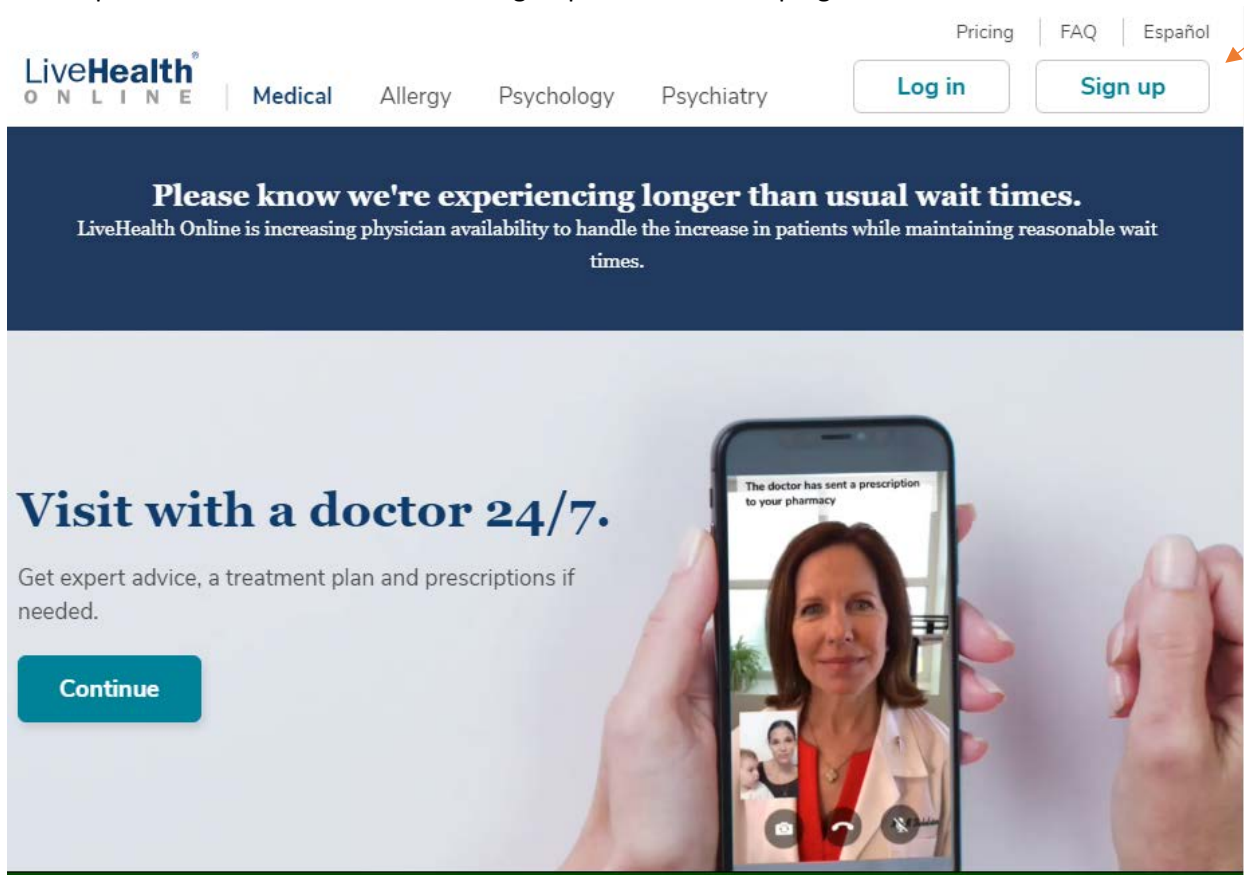 Pricing FAQ Español
LiveHealth®
ONLINE
Medical Allergy Psychology Psychiatry
Log in Sign up
Please know we're experiencing longer than usual wait times.
LiveHealth Online is increasing physician availability to handle the increase in patients while maintaining reasonable wait
times.
The doctor has sent a prescription
to your pharmacy
Visit with a doctor 24/7.
Get expert advice, a treatment plan and prescriptions if
needed.
Continue